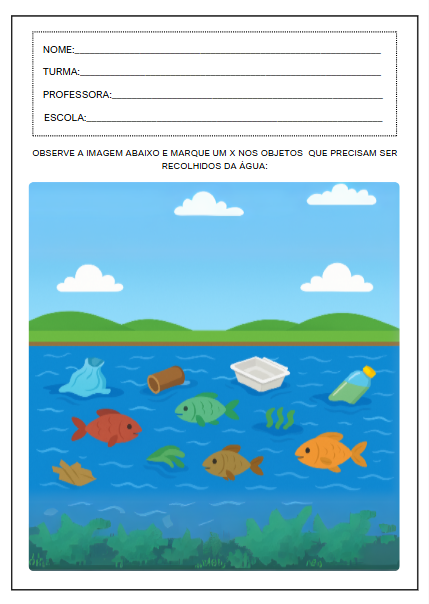 NOME:
TURMA:
PROFESSORA:
ESCOLA:
OBSERVE A IMAGEM ABAIXO E MARQUE UM X NOS OBJETOS QUE PRECISAM SER
RECOLHIDOS DA ÁGUA: